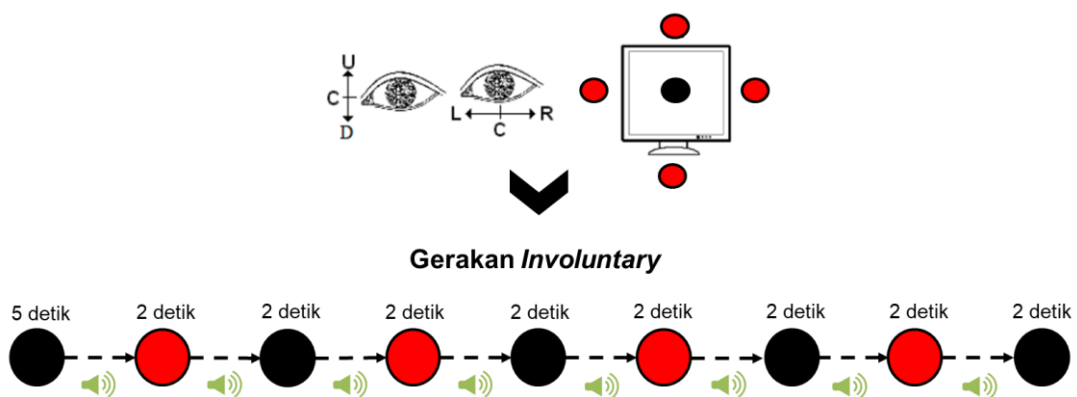 U
C
D
L R
C
Gerakan Involuntary
5 detik 2 detik 2 detik 2 detik 2 detik 2 detik 2 detik 2 detik 2 detik